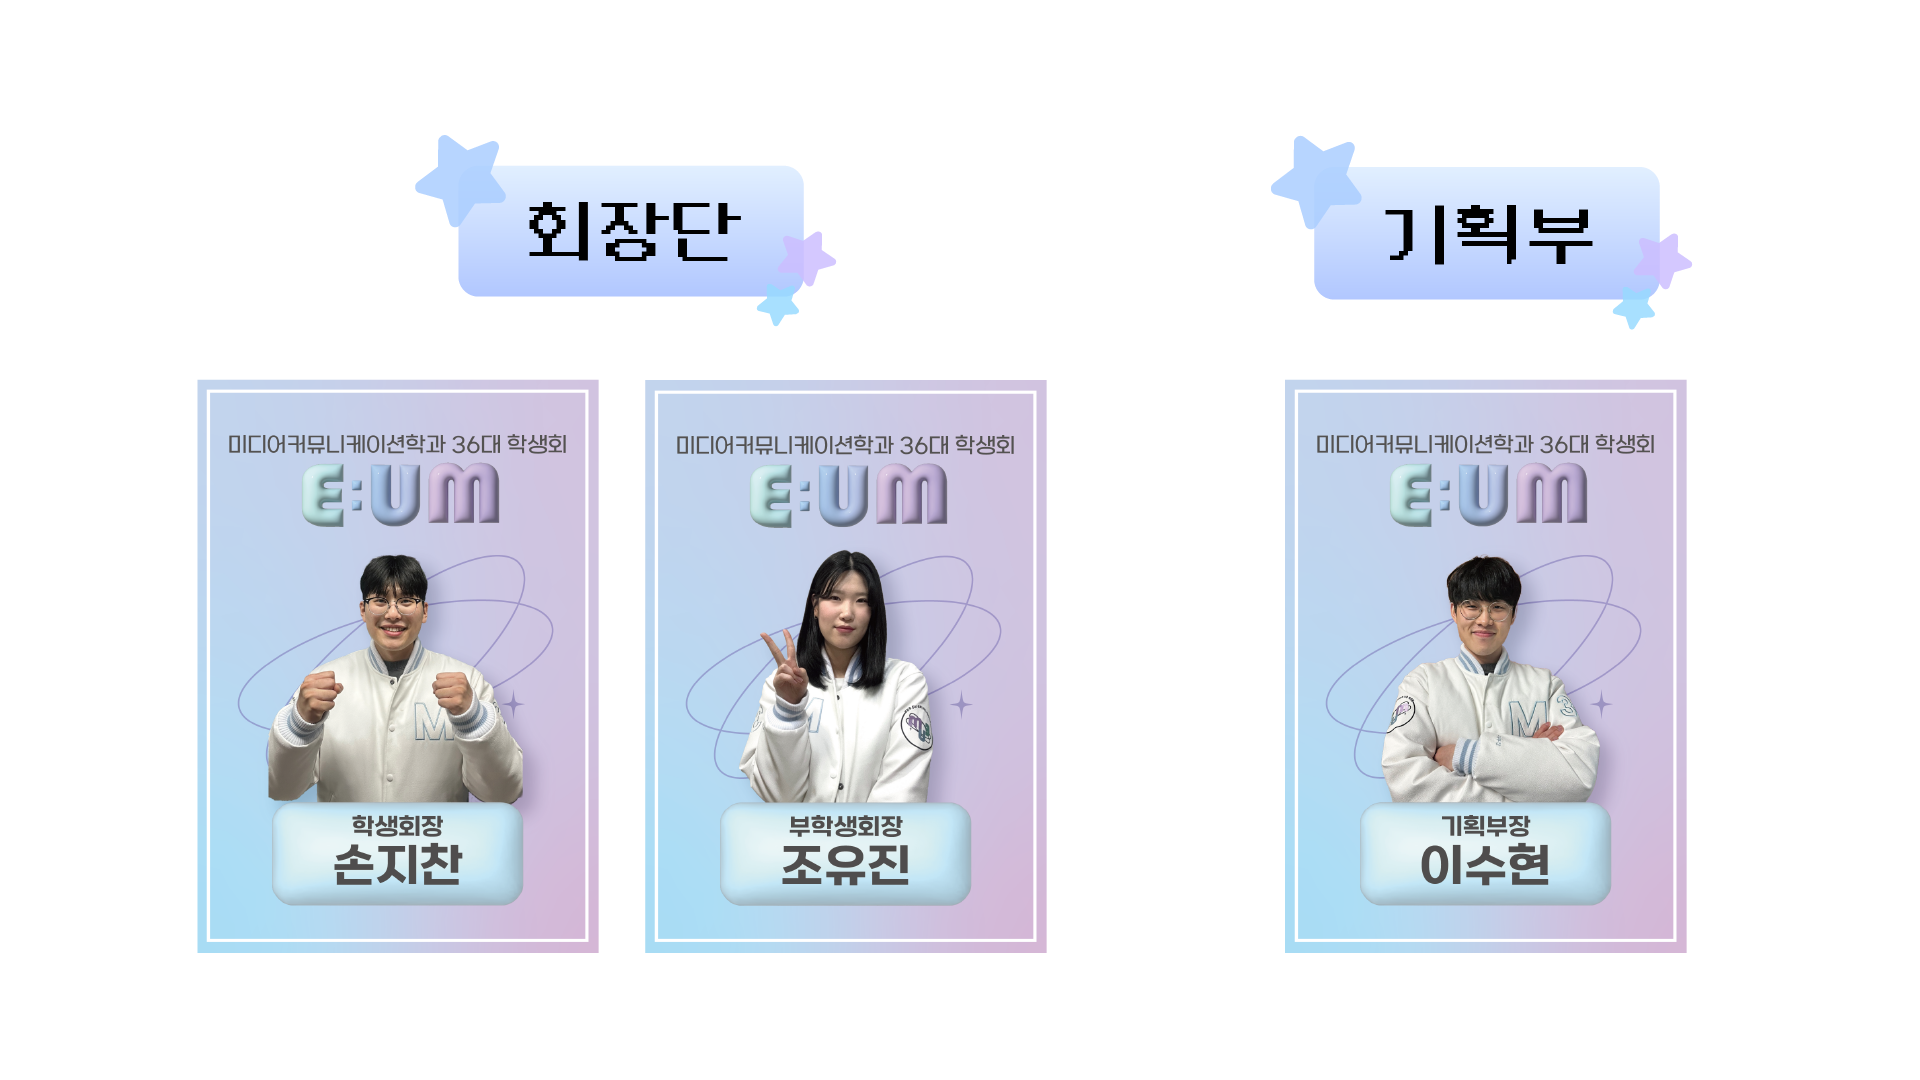 회장단
기획부
미디어커뮤니케이션학과 36대 학생회
E:UM
M
학생회장
손지찬
미디어커뮤니케이션학과 36대 학생회
E:UM
M
부학생회장
조유진
미디어커뮤니케이션학과 36대 학생회
E:UM
M
3
기획부장
이수현